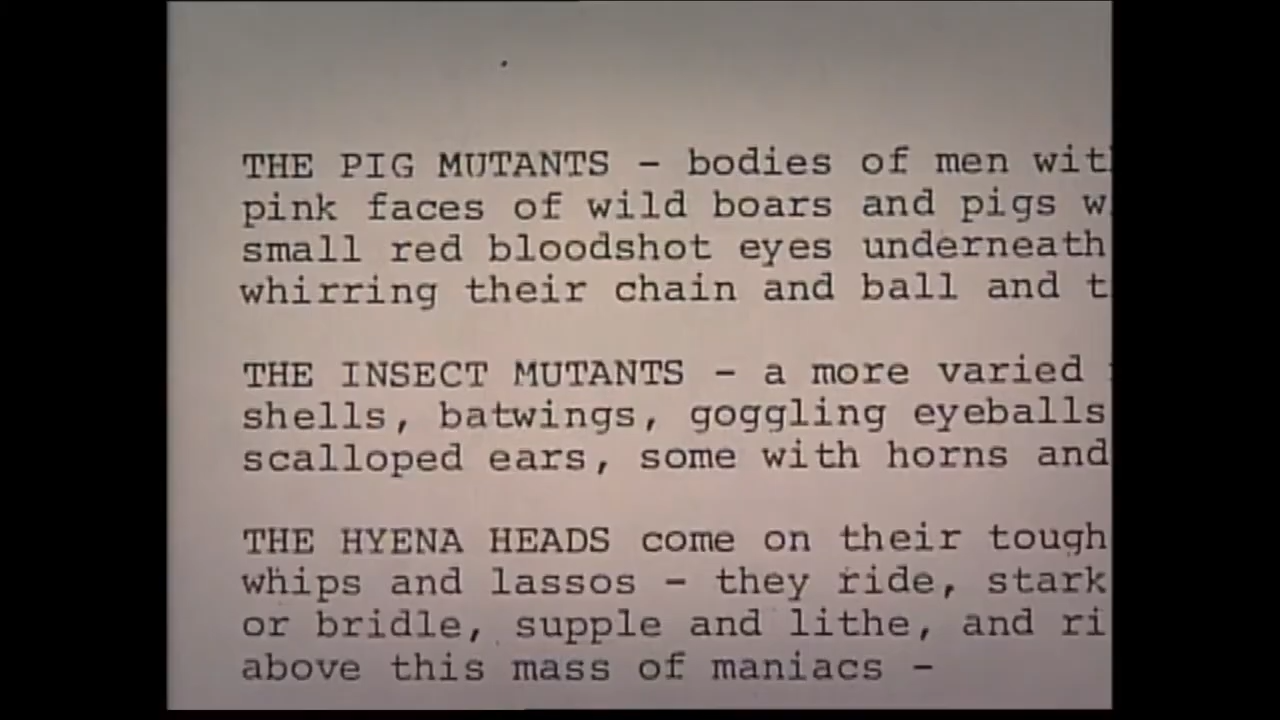 THE PIG MUTANTS - bodies of men wit
pink faces of wild boars and pigs w
small red bloodshot eyes underneath
whirring their chain and ball and t
THE INSECT MUTANTS - a more varied
shells, batwings, goggling eyeballs
scalloped ears, some with horns and
THE HYENA HEADS come on their tough
whips and lassos - they ride, stark
or bridle, supple and lithe, and ri
above this mass of maniacs -